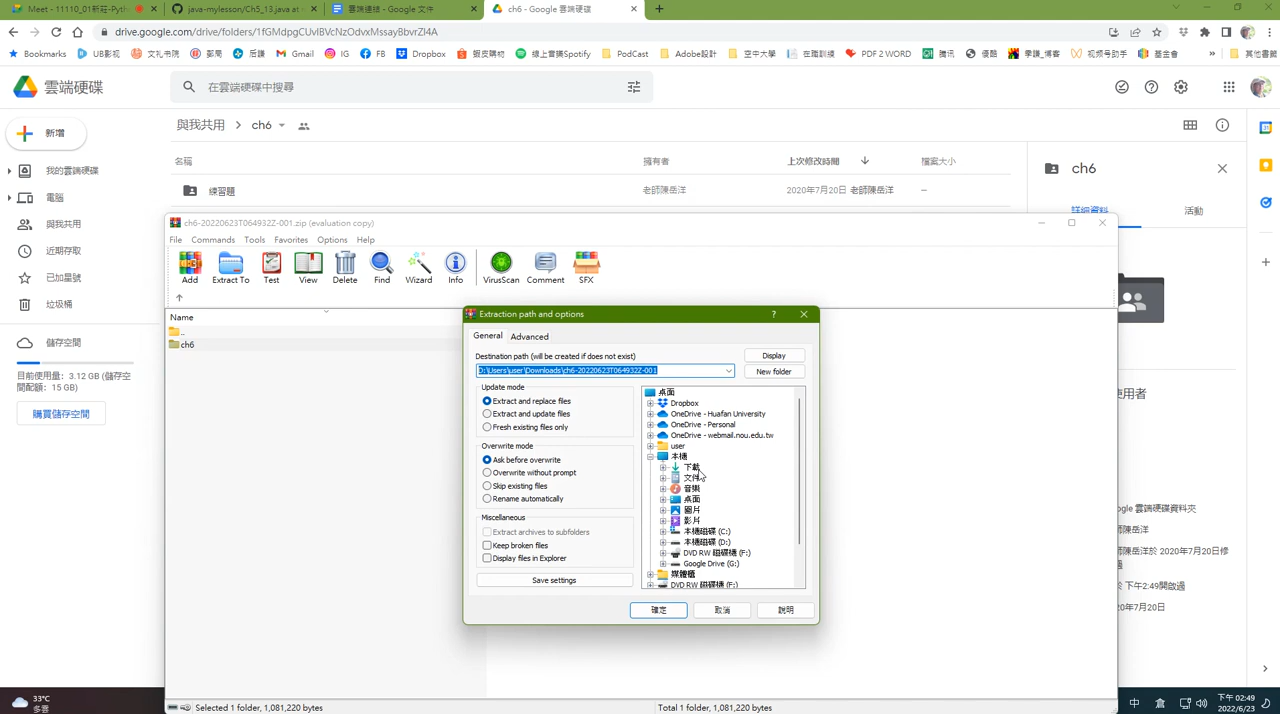 Meet - 11110_01新莊-Pyth
java-mylesson/Ch5_13.java at m
雲端連接 - Google 文件
ch6 - Google 雲端硬碟
drive.google.com/drive/folders/1fGMdpgCUvIBVcNzOdvxMssayBbvrZl4A
Bookmarks
UB影視
文礼书院
郵局
后謙
Gmail
IG
FB
Dropbox
蝦皮購物
線上音樂Spotify
PodCast
Adobe設計
空中大學
在職訓練
PDF 2 WORD
腾讯
優酷
季謙_博客
视频号助手
基金會
»
其他書籤
雲端硬碟
在雲端硬碟中搜尋
新增
與我共用 > ch6
ch6
名稱
擁有者
上次修改時間
檔案大小
我的雲端硬碟
練習題
老師陳岳洋
2020年7月20日 老師陳岳洋
–
電腦
詳細資料
活動
與我共用
近期存取
已加星號
垃圾桶
儲存空間
目前使用量：3.12 GB (儲存
空間配額：15 GB)
購買儲存空間
ch6-20220623T064932Z-001.zip (evaluation copy)
File Commands Tools Favorites Options Help
Add
Extract To
Test
View
Delete
Find
Wizard
Info
VirusScan
Comment
SFX
Name
..
ch6
Extraction path and options
?
General
Advanced
Destination path (will be created if does not exist)
Display
D:\Users\user\Downloads\ch6-20220623T064932Z-001
New folder
Update mode
Extract and replace files
Extract and update files
Fresh existing files only
Overwrite mode
Ask before overwrite
Overwrite without prompt
Skip existing files
Rename automatically
Miscellaneous
Extract archives to subfolders
Keep broken files
Display files in Explorer
Save settings
桌面
Dropbox
OneDrive - Huafan University
OneDrive - Personal
OneDrive - webmail.nou.edu.tw
user
本機
下載
文件
音樂
桌面
圖片
影片
本機磁碟 (C:)
本機磁碟 (D:)
DVD RW 磁碟機 (F:)
Google Drive (G:)
媒體櫃
DVD RW 磁碟機 (F:)
確定
取消
說明
使用者
gle 雲端硬碟資料夾
師陳岳洋
師陳岳洋於 2020年7月20日修
下午2:49開啟過
20年7月20日
Selected 1 folder, 1,081,220 bytes
Total 1 folder, 1,081,220 bytes
33°C
多雲
中
下午 02:49
2022/6/23